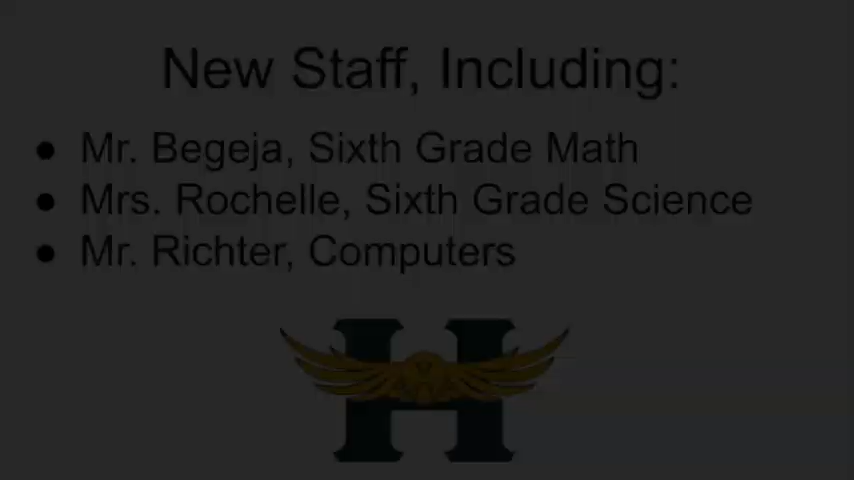 New Staff, Including:
● Mr. Begeja, Sixth Grade Math
● Mrs. Rochelle, Sixth Grade Science
● Mr. Richter, Computers
H